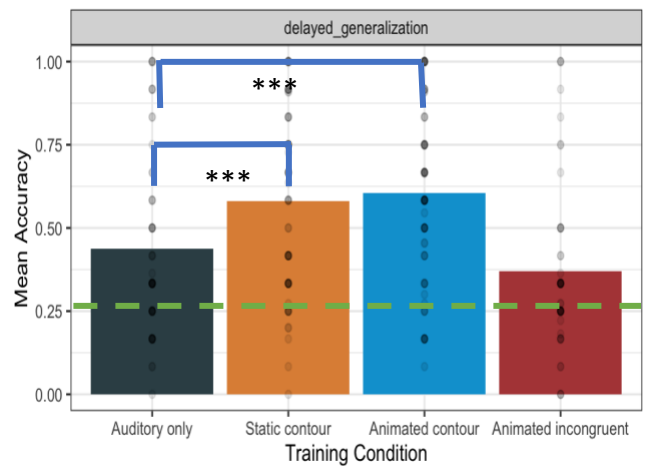 delayed_generalization
1.00
***
0.75
***
0.50
0.25
0.00
Mean Accuracy
Auditory only
Static contour
Animated contour
Animated incongruent
Training Condition